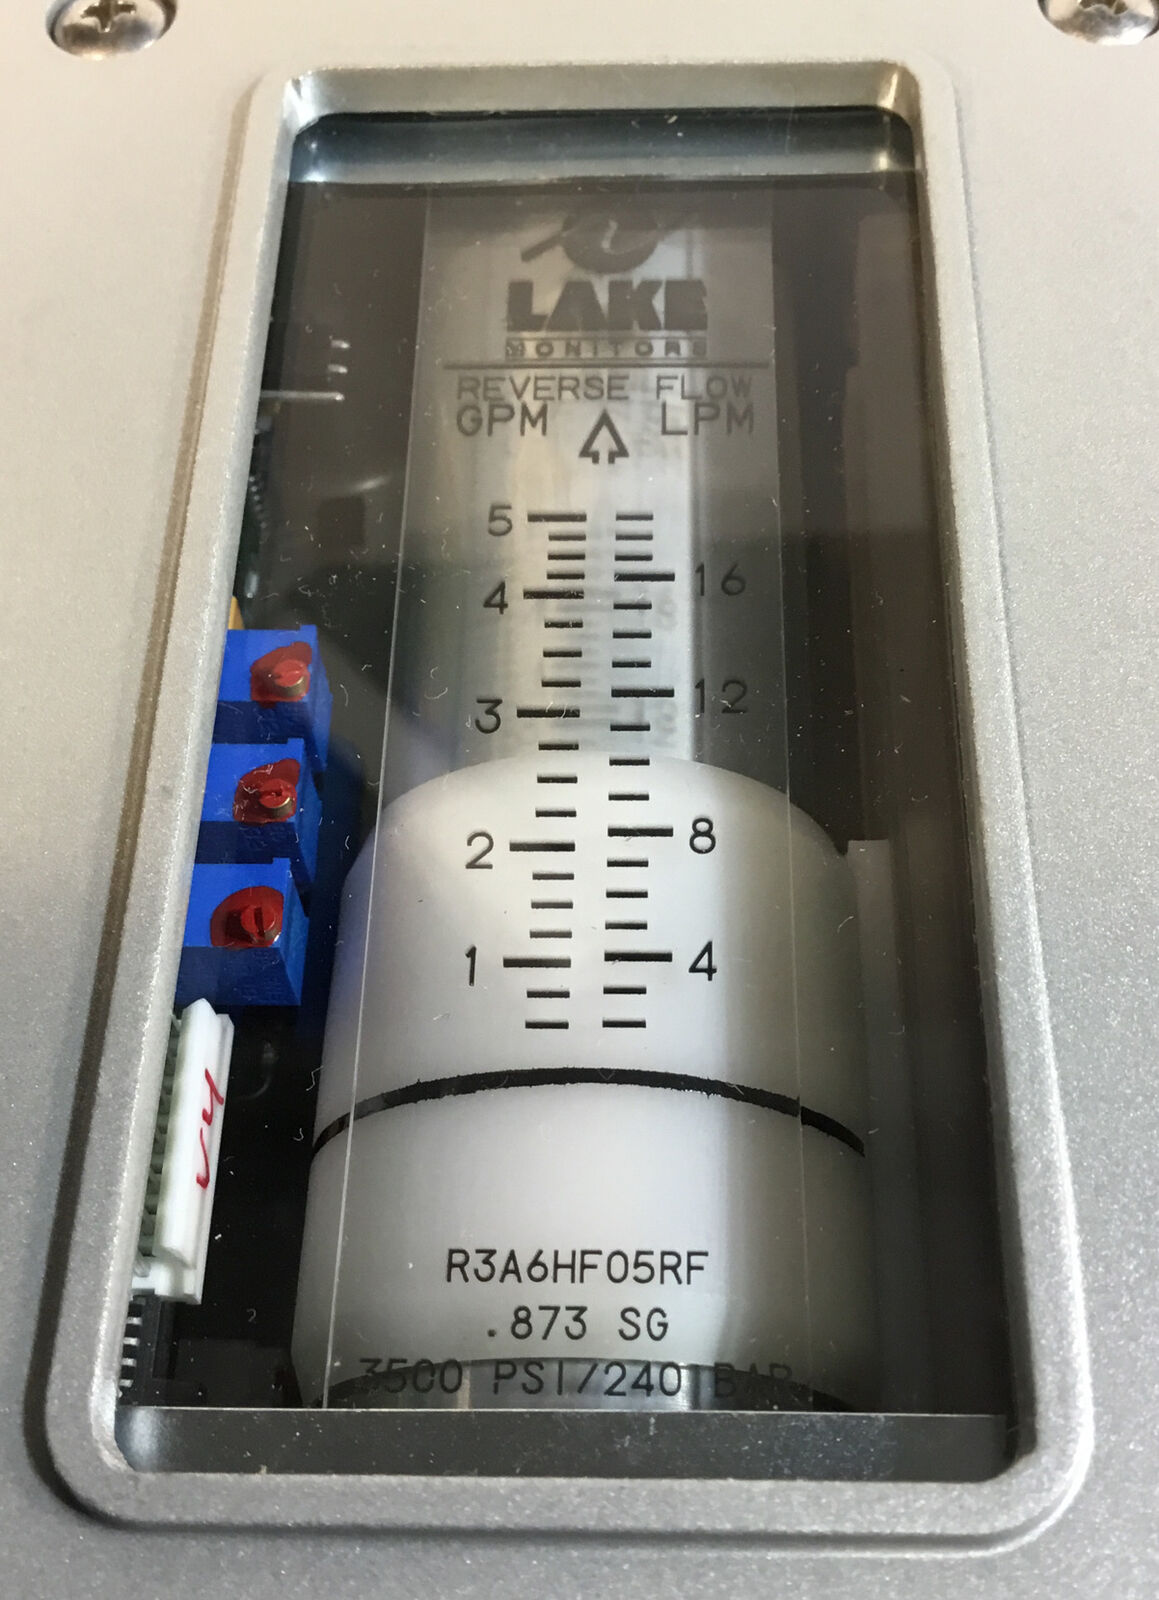 LAKE
MONITORS
REVERSE FLOW
GPM LPM
5
4 16
3 12
2 8
1 4
R3A6HF05RF
.873 SG
3500 PSI/240 BAR